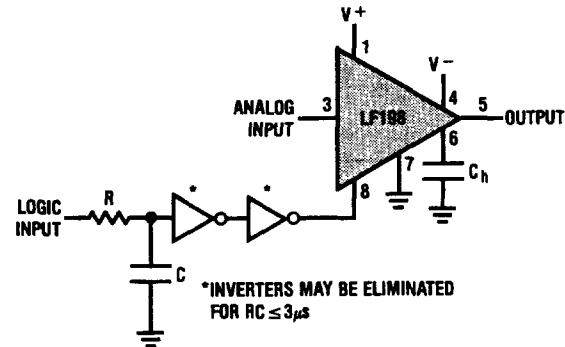 V+
1
V−
ANALOG 3 4 5 OUTPUT
INPUT
LF198
6
7
Ch
8
* *
R
LOGIC
INPUT
C
*INVERTERS MAY BE ELIMINATED
FOR RC ≤ 3μs